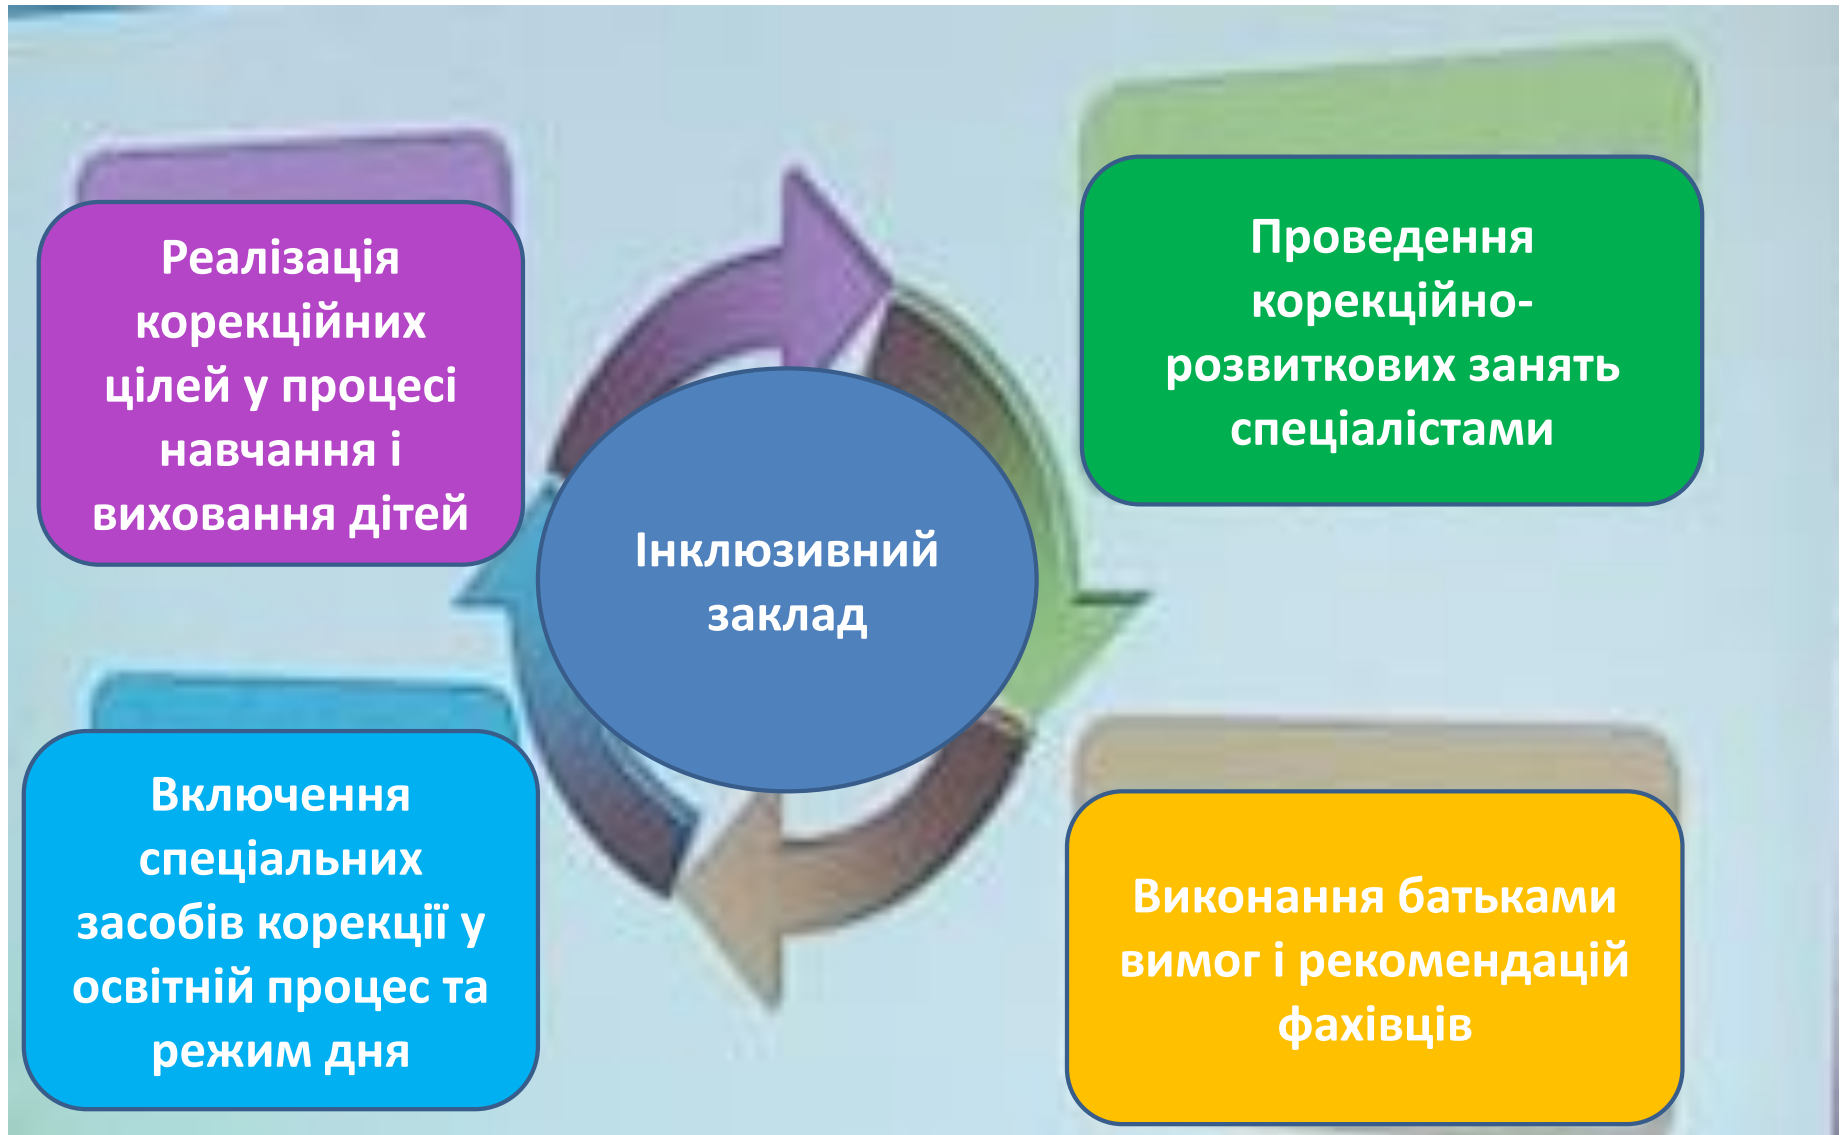 Реалізація
корекційних
цілей у процесі
навчання і
виховання дітей
Проведення
корекційно-
розвиткових занять
спеціалістами
Інклюзивний
заклад
Включення
спеціальних
засобів корекції у
освітній процес та
режим дня
Виконання батьками
вимог і рекомендацій
фахівців